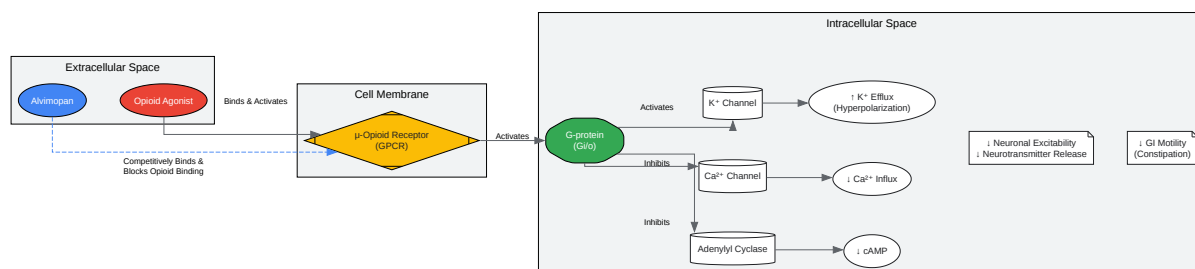 Extracellular Space
Alvimopan
Opioid Agonist
Binds & Activates
Competitively Binds &
Blocks Opioid Binding
Cell Membrane
μ-Opioid Receptor
(GPCR)
Activates
Intracellular Space
G-protein
(Gi/o)
Activates
K⁺ Channel
↑ K⁺ Efflux
(Hyperpolarization)
Inhibits
Ca²⁺ Channel
↓ Ca²⁺ Influx
Inhibits
Adenylyl Cyclase
↓ cAMP
↓ Neuronal Excitability
↓ Neurotransmitter Release
↓ GI Motility
(Constipation)